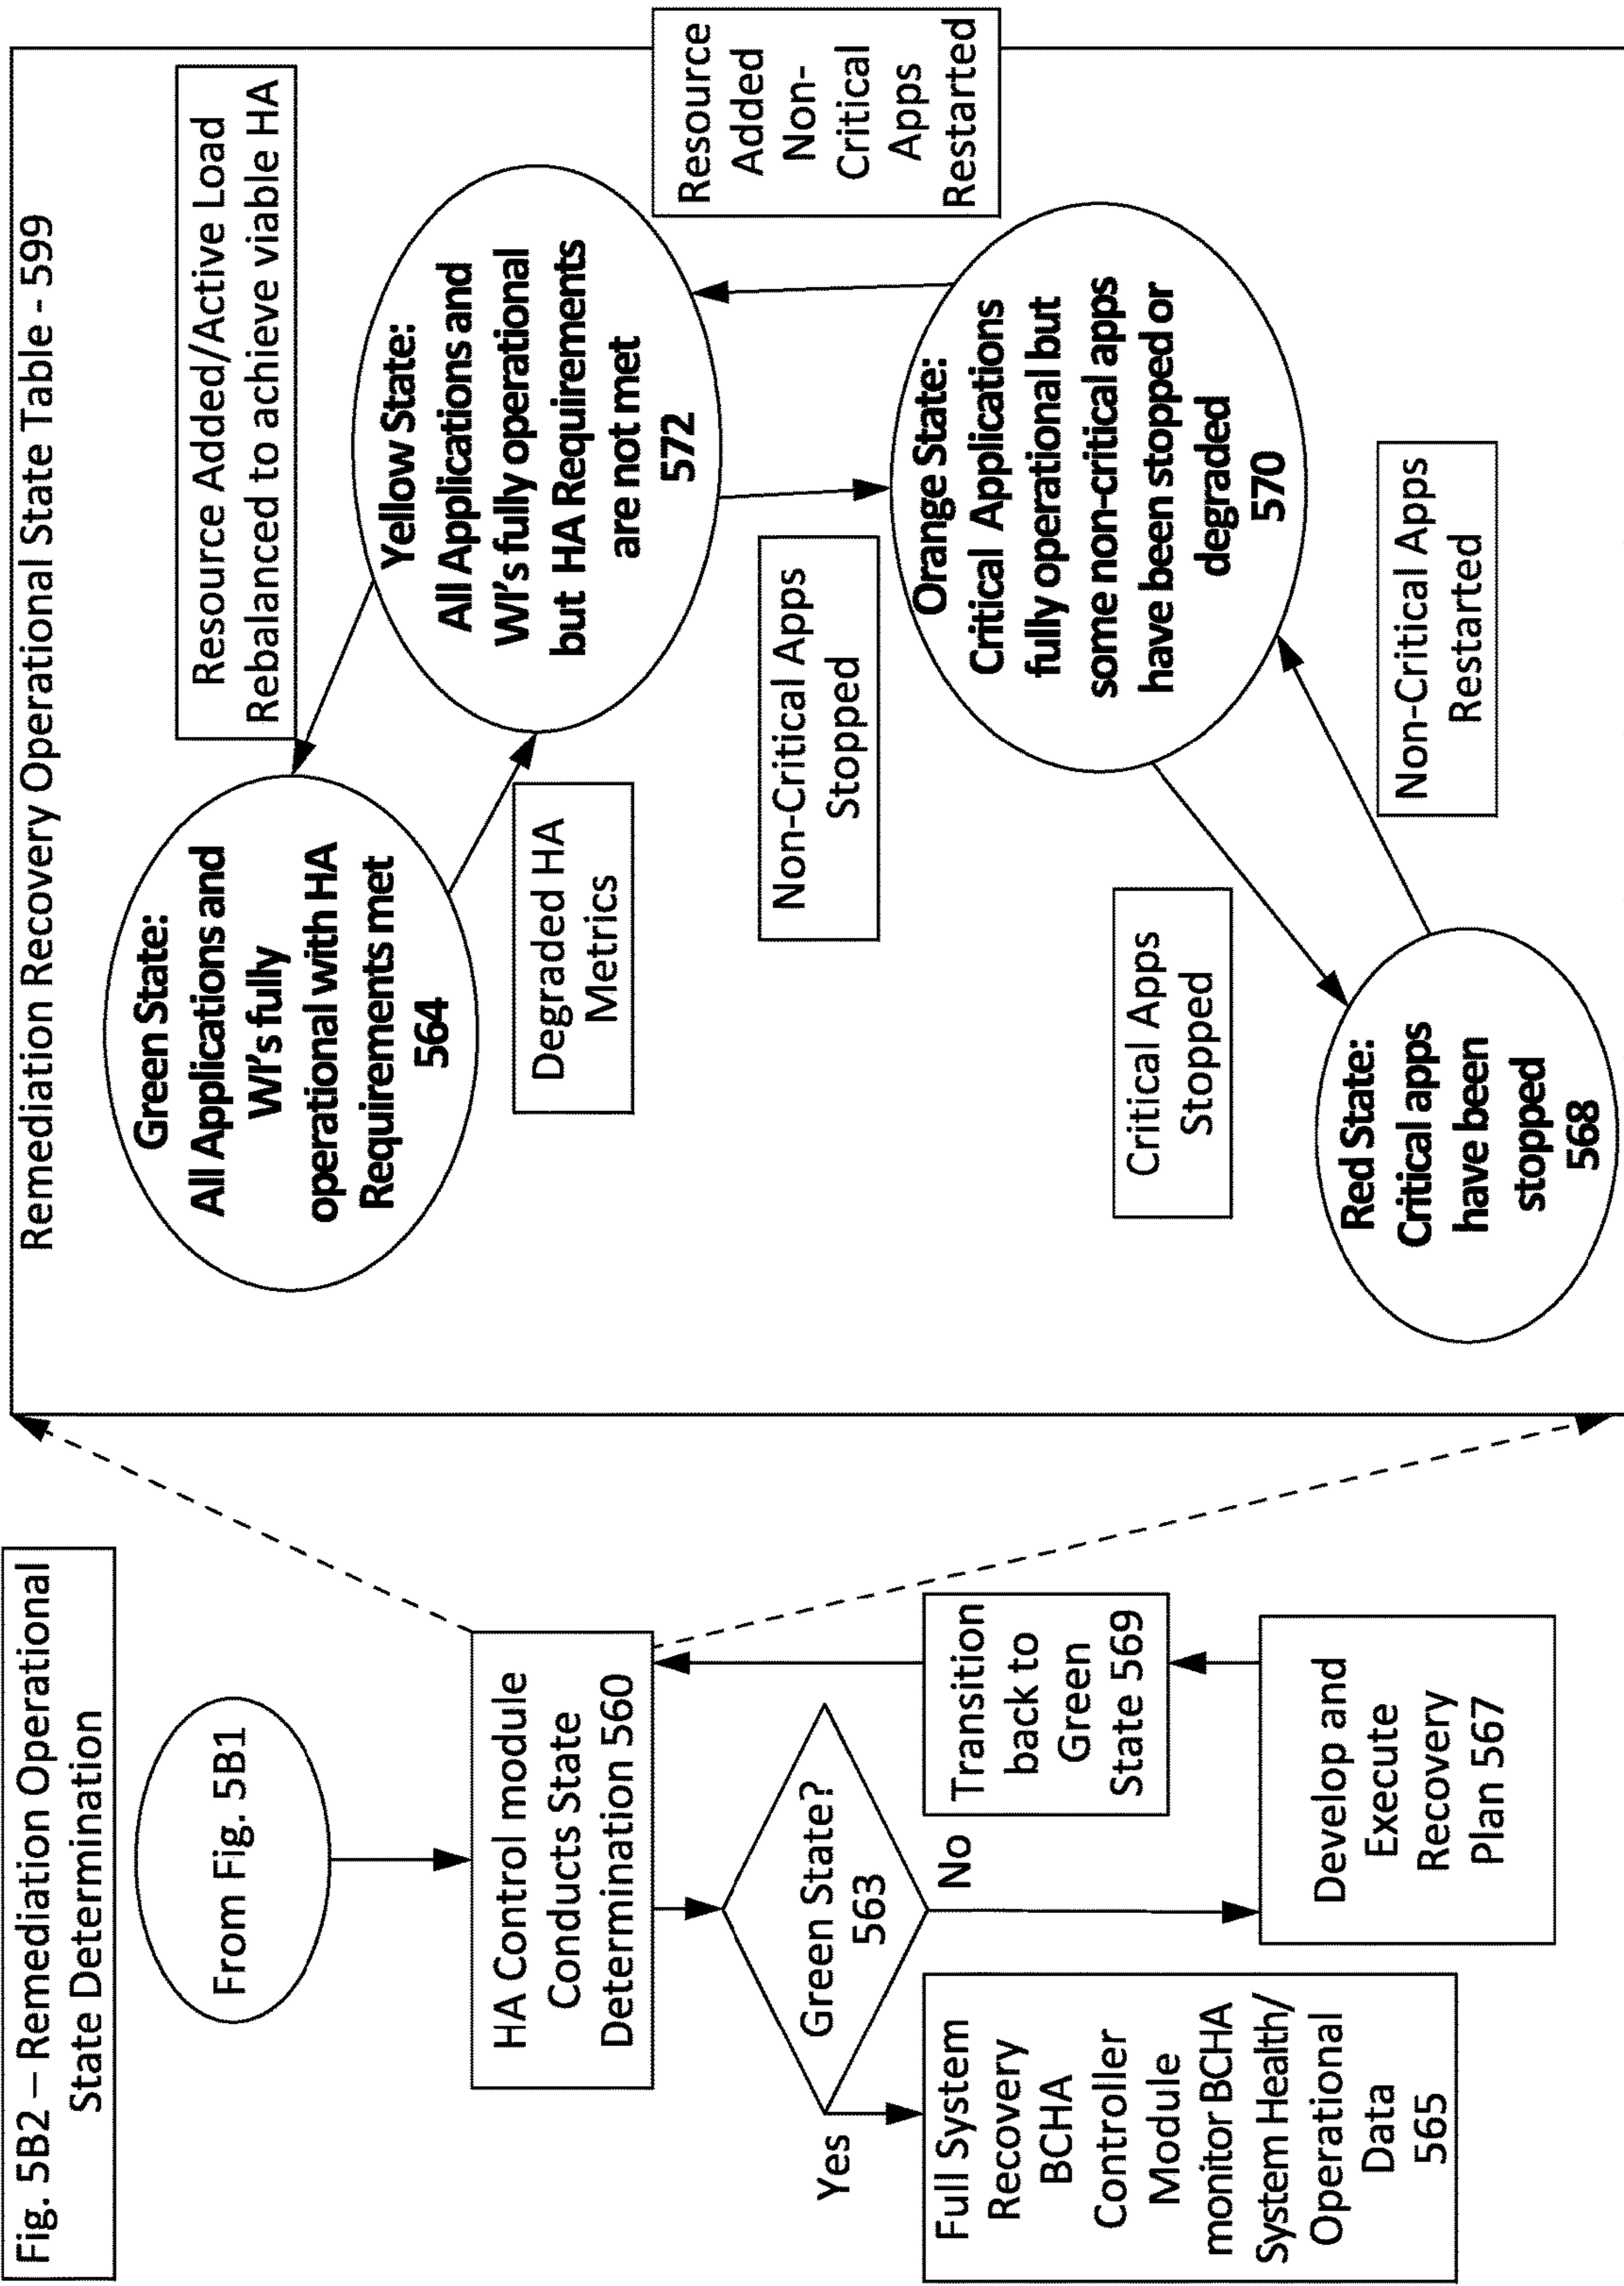 Fig. 5B2 – Remediation Operational
State Determination
From Fig. 5B1
HA Control module
Conducts State
Determination 560
Green State?
563
Yes
No
Full System
Recovery
BCHA
Controller
Module
monitor BCHA
System Health/
Operational
Data
565
Transition
back to
Green
State 569
Develop and
Execute
Recovery
Plan 567
Remediation Recovery Operational State Table - 599
Green State:
All Applications and
WI's fully
operational with HA
Requirements met
564
Resource Added/Active Load
Rebalanced to achieve viable HA
Degraded HA
Metrics
Yellow State:
All Applications and
WI's fully operational
but HA Requirements
are not met
572
Non-Critical Apps
Stopped
Resource
Added
Non-
Critical
Apps
Restarted
Orange State:
Critical Applications
fully operational but
some non-critical apps
have been stopped or
degraded
570
Critical Apps
Stopped
Non-Critical Apps
Restarted
Red State:
Critical apps
have been
stopped
568